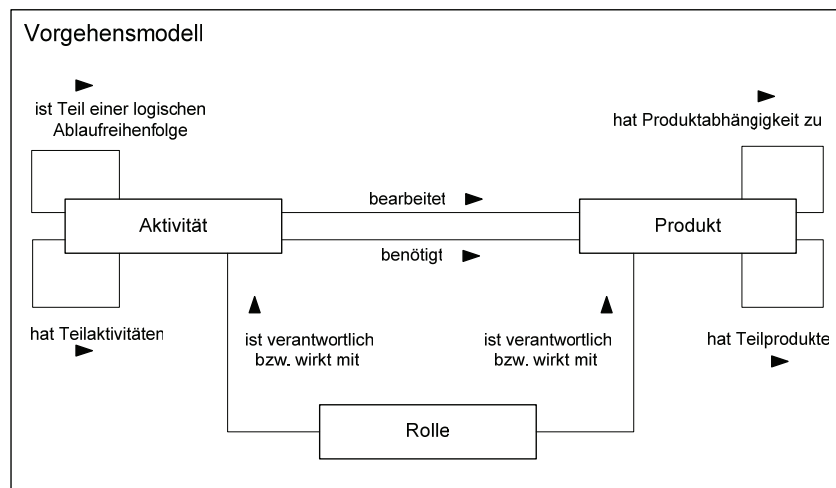 Vorgehensmodell
ist Teil einer logischen
Ablaufreihenfolge
hat Produktabhängigkeit zu
bearbeitet
Aktivität
Produkt
benötigt
hat Teilaktivitäten
ist verantwortlich
bzw. wirkt mit
ist verantwortlich
bzw. wirkt mit
hat Teilprodukte
Rolle